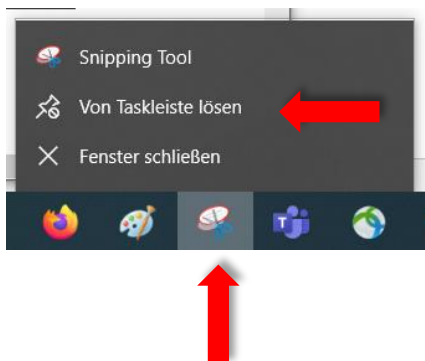 Snipping Tool
Von Taskleiste lösen
Fenster schließen
T